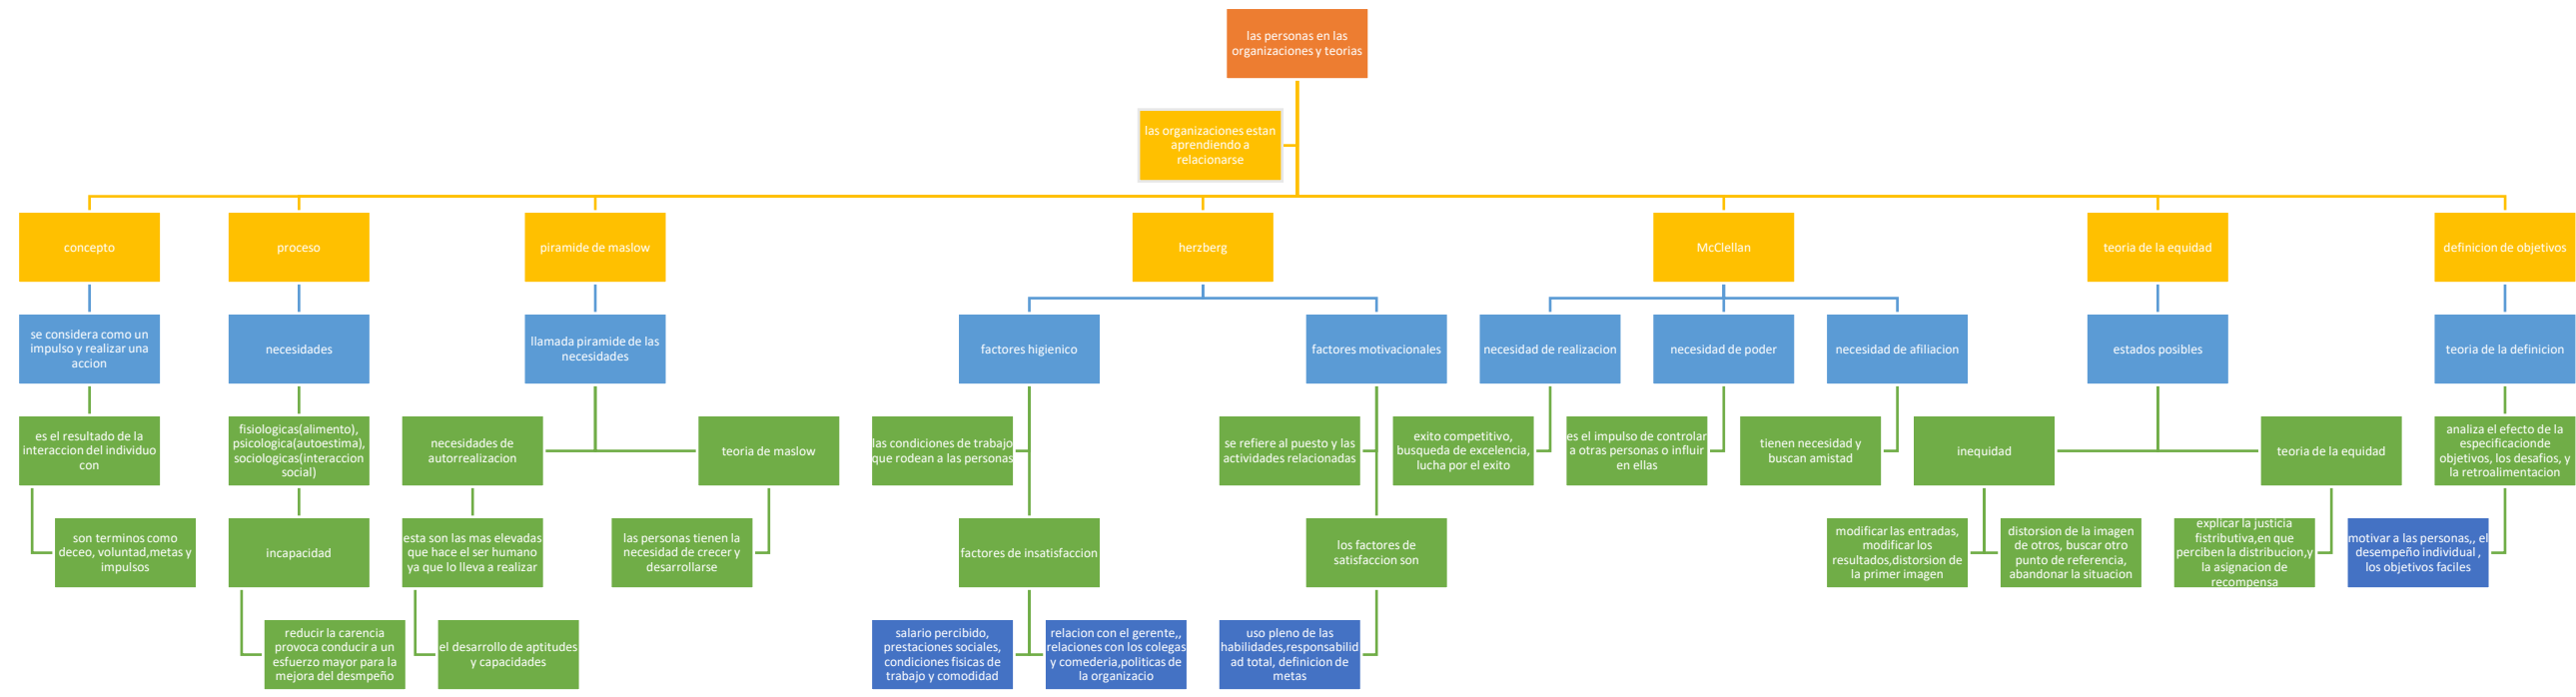 las personas en las
organizaciones y teorias
las organizaciones estan
aprendiendo a
relacionarse
concepto
proceso
piramide de maslow
herzberg
McClellan
teoria de la equidad
definicion de objetivos
se considera como un
impulso y realizar una
accion
necesidades
llamada piramide de las
necesidades
factores higienico
factores motivacionales
necesidad de realizacion
necesidad de poder
necesidad de afiliacion
estados posibles
teoria de la definicion
es el resultado de la
interaccion del individuo
con
fisiologicas(alimento),
psicologica(autoestima),
sociologicas(interaccion
social)
necesidades de
autorrealizacion
teoria de maslow
las condiciones de trabajo
que rodean a las personas
se refiere al puesto y las
actividades relacionadas
exito competitivo,
busqueda de excelencia,
lucha por el exito
es el impulso de controlar
a otras personas o influir
en ellas
tienen necesidad y
buscan amistad
inequidad
teoria de la equidad
analiza el efecto de la
especificacionde
objetivos, los desafios, y
la retroalimentacion
son terminos como
deceo, voluntad,metas y
impulsos
incapacidad
esta son las mas elevadas
que hace el ser humano
ya que lo lleva a realizar
las personas tienen la
necesidad de crecer y
desarrollarse
factores de insatisfaccion
los factores de
satisfaccion son
modificar las entradas,
modificar los
resultados,distorsion de
la primer imagen
distorsion de la imagen
de otros, buscar otro
punto de referencia,
abandonar la situacion
explicar la justicia
fistributiva,en que
perciben la distribucion,y
la asignacion de
recompensa
motivar a las personas,, el
desempeño individual ,
los objetivos faciles
reducir la carencia
provoca conducir a un
esfuerzo mayor para la
mejora del desmpeño
el desarrollo de aptitudes
y capacidades
salario percibido,
prestaciones sociales,
condiciones fisicas de
trabajo y comodidad
relacion con el gerente,,
relaciones con los colegas
y comederia,politicas de
la organizacio
uso pleno de las
habilidades,responsabilid
ad total, definicion de
metas